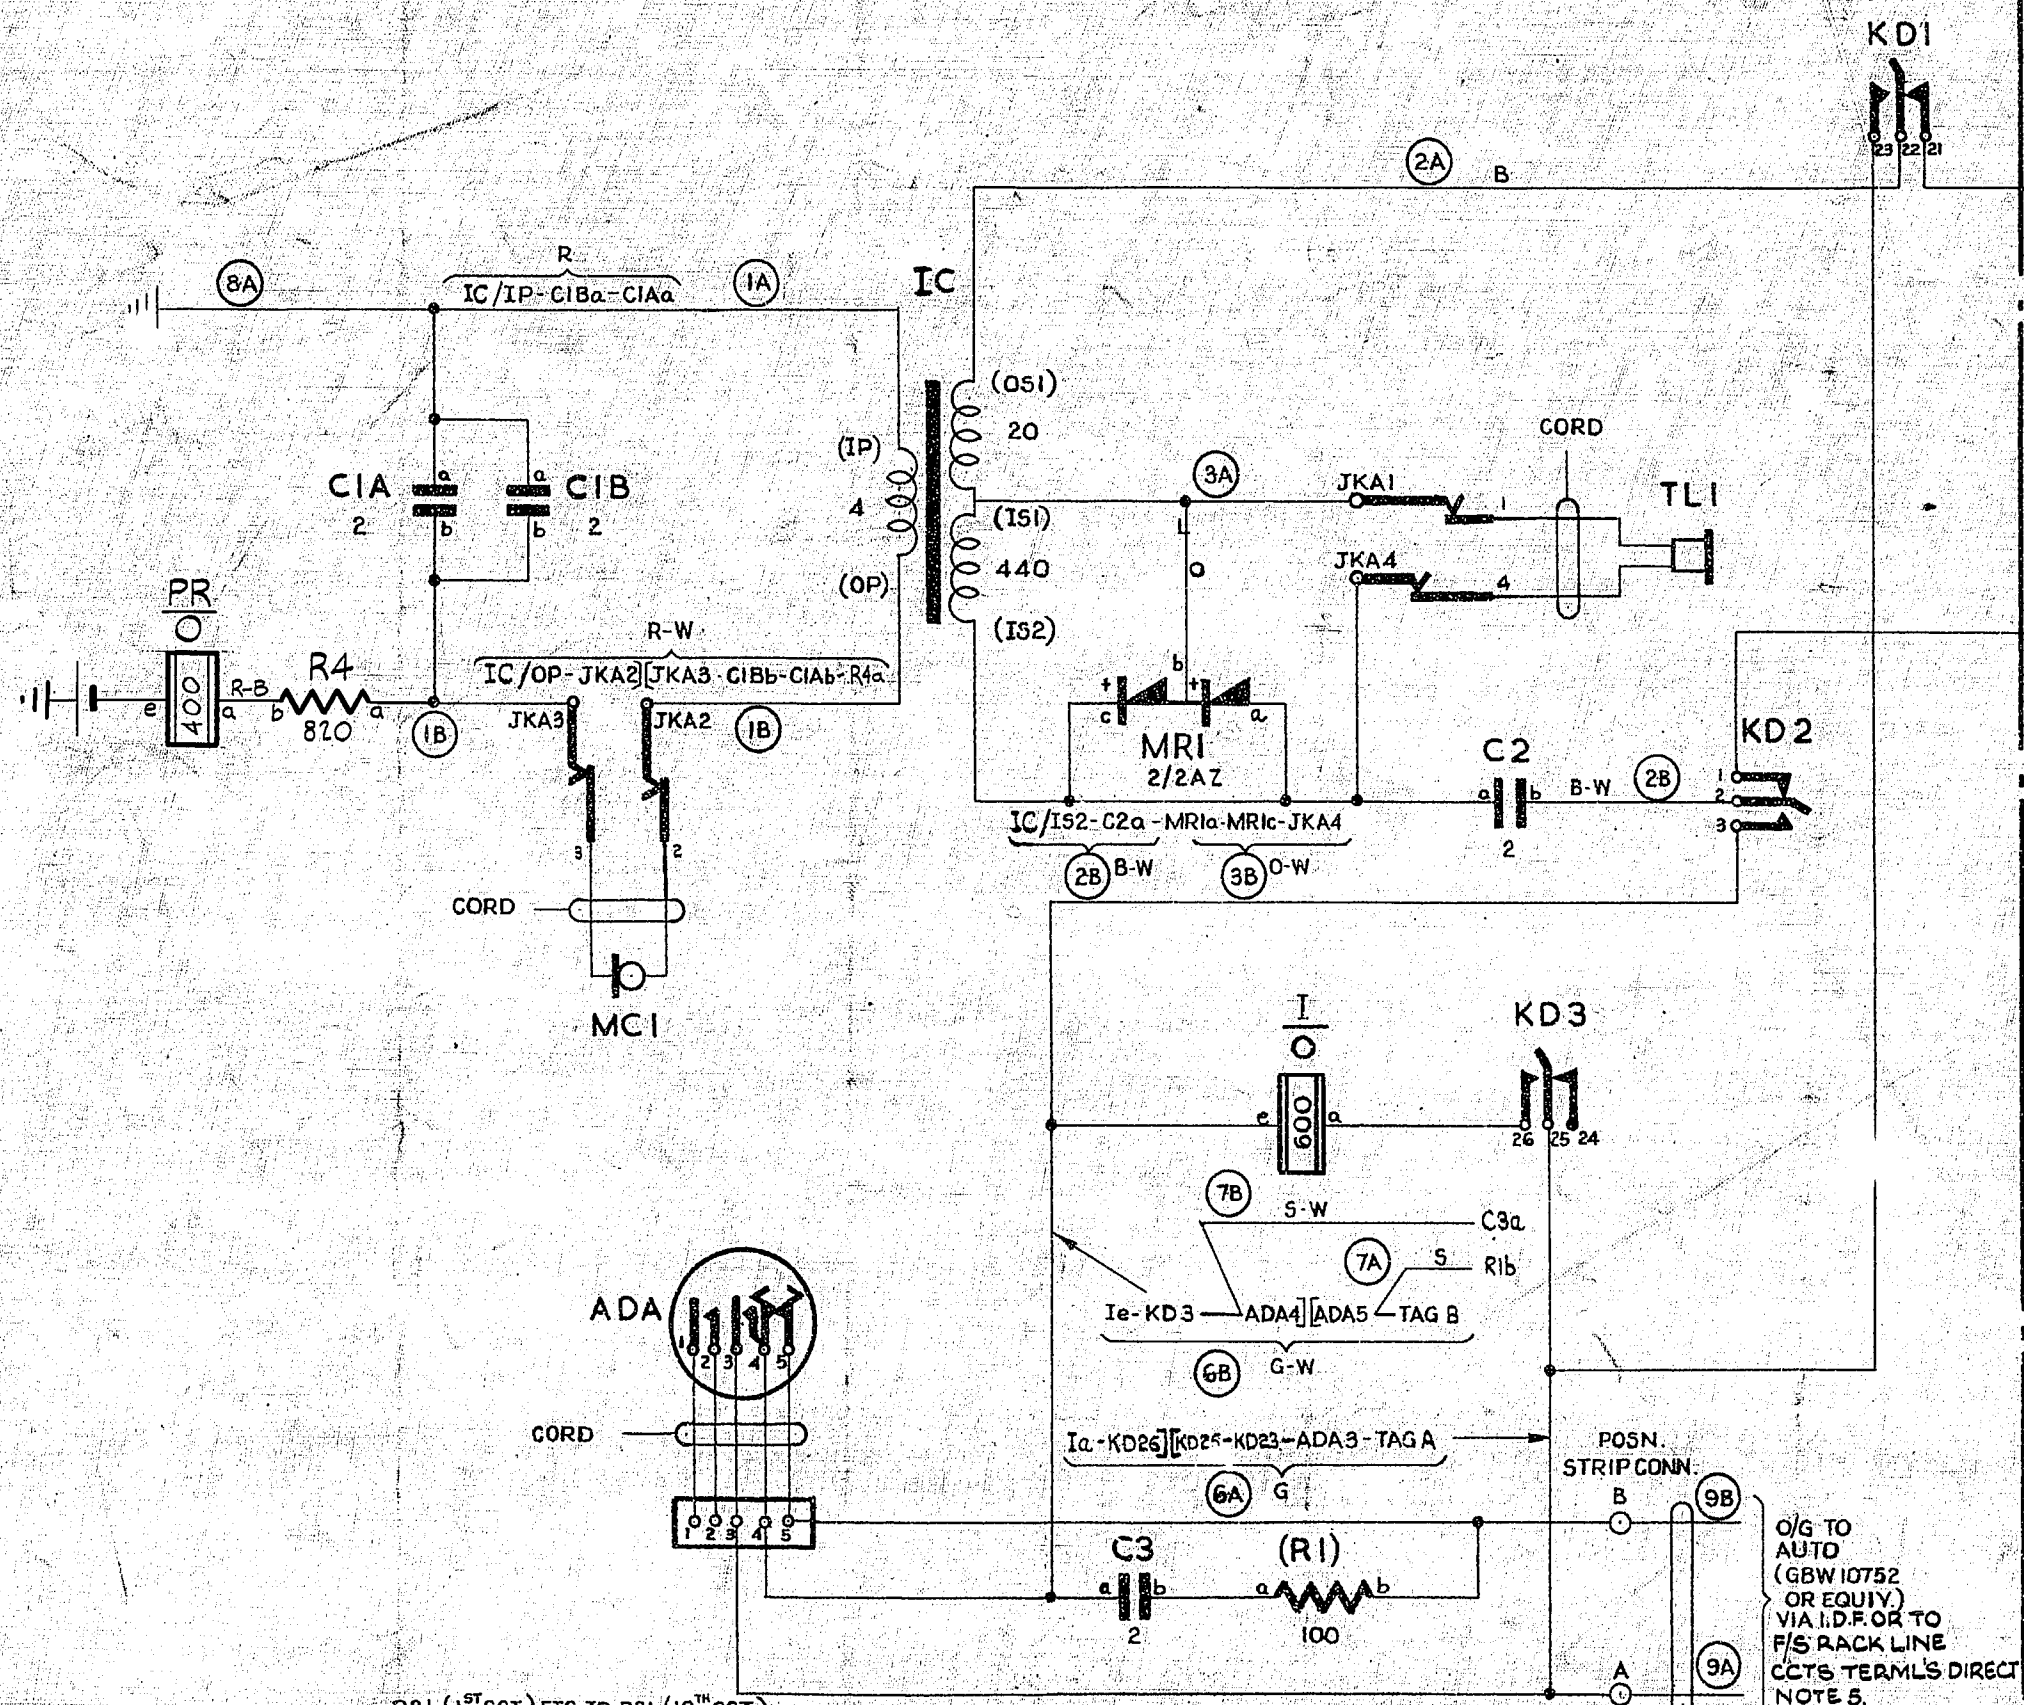 KD1
23 22 21
2A
B
R
8A
IC/IP-C1Ba-C1Aa
1A
IC
(OS1)
20
(IP)
4
(OP)
(IS1)
440
(IS2)
3A
L
O
JKA1
1
CORD
TL1
JKA4
4
C1A
2
a
b
a
b
C1B
2
PR
O
400
e
a
R-B
b
R4
820
a
1B
R-W
IC/OP-JKA2][JKA3-C1Bb-C1Ab-R4a
JKA3
JKA2
1B
3
2
CORD
MC1
b
+
c
+
a
MR1
2/2AZ
C2
a
b
2
B-W
2B
KD2
1
2
3
IC/IS2-C2a-MR1a-MR1c-JKA4
2B B-W
3B O-W
I
O
600
e
a
KD3
26 25 24
7B
S-W
C3a
7A
S
R1b
Ie-KD3
ADA4][ADA5
TAG B
6B
G-W
Ia-KD26][KD25-KD23-ADA3-TAG A
6A
G
ADA
1 2 3 4 5
CORD
1 2 3 4 5
C3
a
b
2
(R1)
a
b
100
POSN.
STRIP CONN.
B
9B
A
9A
O/G TO
AUTO
(GBW 10752
OR EQUIV.)
VIA I.D.F. OR TO
F/S RACK LINE
CCTS TERML'S DIRECT
NOTE 5.